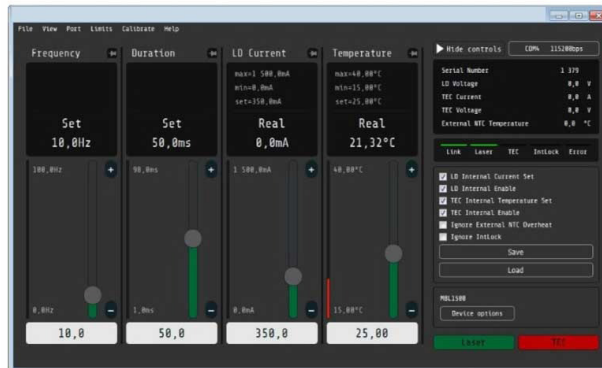 File View Port Limits Calibrate Help
Frequency
Set
10,0Hz
100,0Hz
+
0,0Hz
−
10,0
Duration
Set
50,0ms
90,0ms
+
1,0ms
−
50,0
LD Current
max=1 500,0mA
min=0,0mA
set=350,0mA
Real
0,0mA
1 500,0mA
+
0,0mA
−
350,0
Temperature
max=40,00°C
min=15,00°C
set=25,00°C
Real
21,32°C
40,00°C
+
15,00°C
−
25,00
Hide controls
115200bps
Serial Number 1 379
LD Voltage 0,0 V
TEC Current 0,0 A
TEC Voltage 0,0 V
External NTC Temperature 0,0 °C
Link Laser TEC IntLock Error
LD Internal Current Set
LD Internal Enable
TEC Internal Temperature Set
TEC Internal Enable
Ignore External NTC Overheat
Ignore IntLock
Save
Load
Device options
Laser TEC